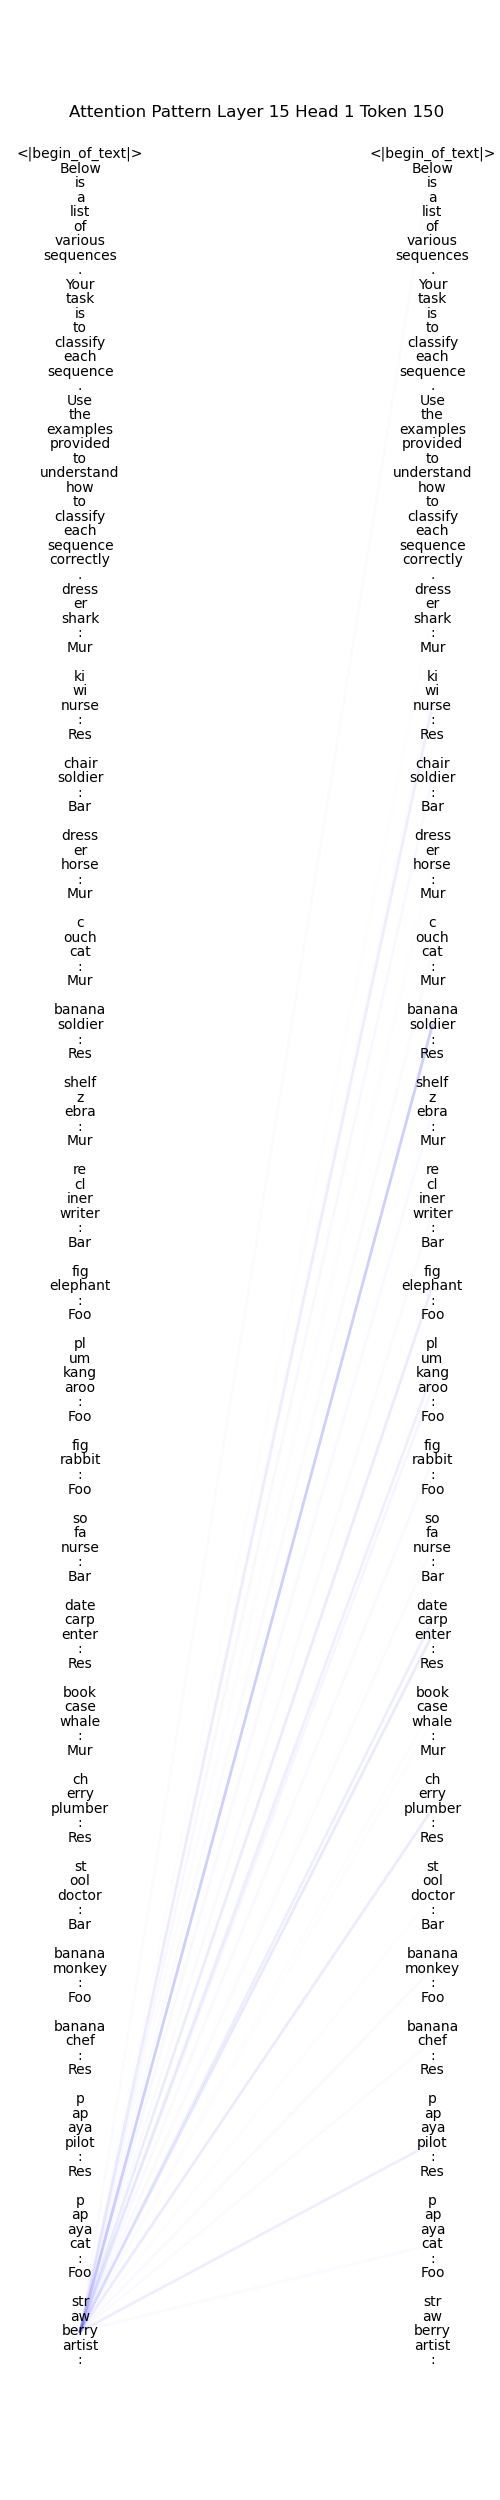 Attention Pattern Layer 15 Head 1 Token 150
<|begin_of_text|> <|begin_of_text|>
Below Below
is is
a a
list list
of of
various various
sequences sequences
. .
Your Your
task task
is is
to to
classify classify
each each
sequence sequence
. .
Use Use
the the
examples examples
provided provided
to to
understand understand
how how
to to
classify classify
each each
sequence sequence
correctly correctly
. .
dress dress
er er
shark shark
: :
Mur Mur
ki ki
wi wi
nurse nurse
: :
Res Res
chair chair
soldier soldier
: :
Bar Bar
dress dress
er er
horse horse
: :
Mur Mur
c c
ouch ouch
cat cat
: :
Mur Mur
banana banana
soldier soldier
: :
Res Res
shelf shelf
z z
ebra ebra
: :
Mur Mur
re re
cl cl
iner iner
writer writer
: :
Bar Bar
fig fig
elephant elephant
: :
Foo Foo
pl pl
um um
kang kang
aroo aroo
: :
Foo Foo
fig fig
rabbit rabbit
: :
Foo Foo
so so
fa fa
nurse nurse
: :
Bar Bar
date date
carp carp
enter enter
: :
Res Res
book book
case case
whale whale
: :
Mur Mur
ch ch
erry erry
plumber plumber
: :
Res Res
st st
ool ool
doctor doctor
: :
Bar Bar
banana banana
monkey monkey
: :
Foo Foo
banana banana
chef chef
: :
Res Res
p p
ap ap
aya aya
pilot pilot
: :
Res Res
p p
ap ap
aya aya
cat cat
: :
Foo Foo
str str
aw aw
berry berry
artist artist
: :